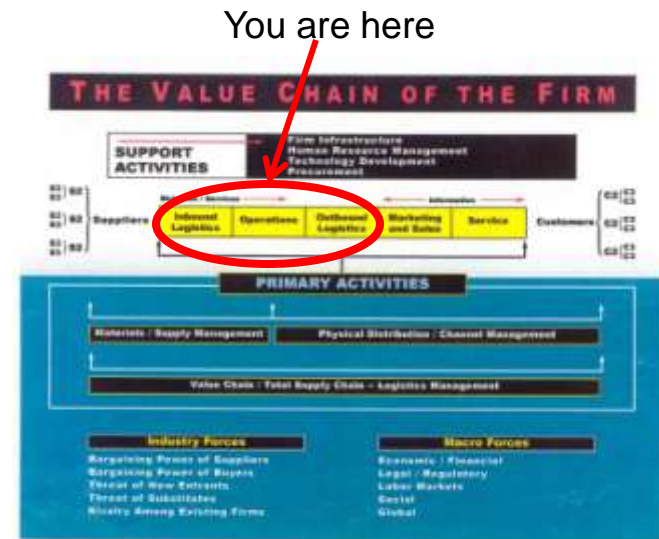 You are here
THE VALUE CHAIN OF THE FIRM
SUPPORT
ACTIVITIES
Firm Infrastructure
Human Resource Management
Technology Development
Procurement
Services
Information
Suppliers
Inbound
Logistics
Operations
Outbound
Logistics
Marketing
and Sales
Service
Customers
PRIMARY ACTIVITIES
Materials / Supply Management
Physical Distribution / Channel Management
Value Chain / Total Supply Chain – Logistics Management
Industry Forces
Bargaining Power of Suppliers
Bargaining Power of Buyers
Threat of New Entrants
Threat of Substitutes
Rivalry Among Existing Firms
Macro Forces
Economic / Financial
Legal / Regulatory
Labor Markets
Social
Global